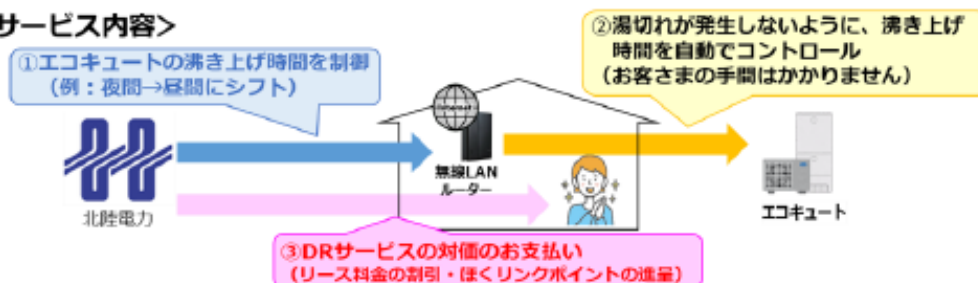 サービス内容>
①エコキュートの沸き上げ時間を制御
（例：夜間→昼間にシフト）
②湯切れが発生しないように、沸き上げ
時間を自動でコントロール
（お客さまの手間はかかりません）
Internet
無線LAN
ルーター
北陸電力
エコキュート
③DRサービスの対価のお支払い
（リース料金の割引・ほくリンクポイントの進呈）